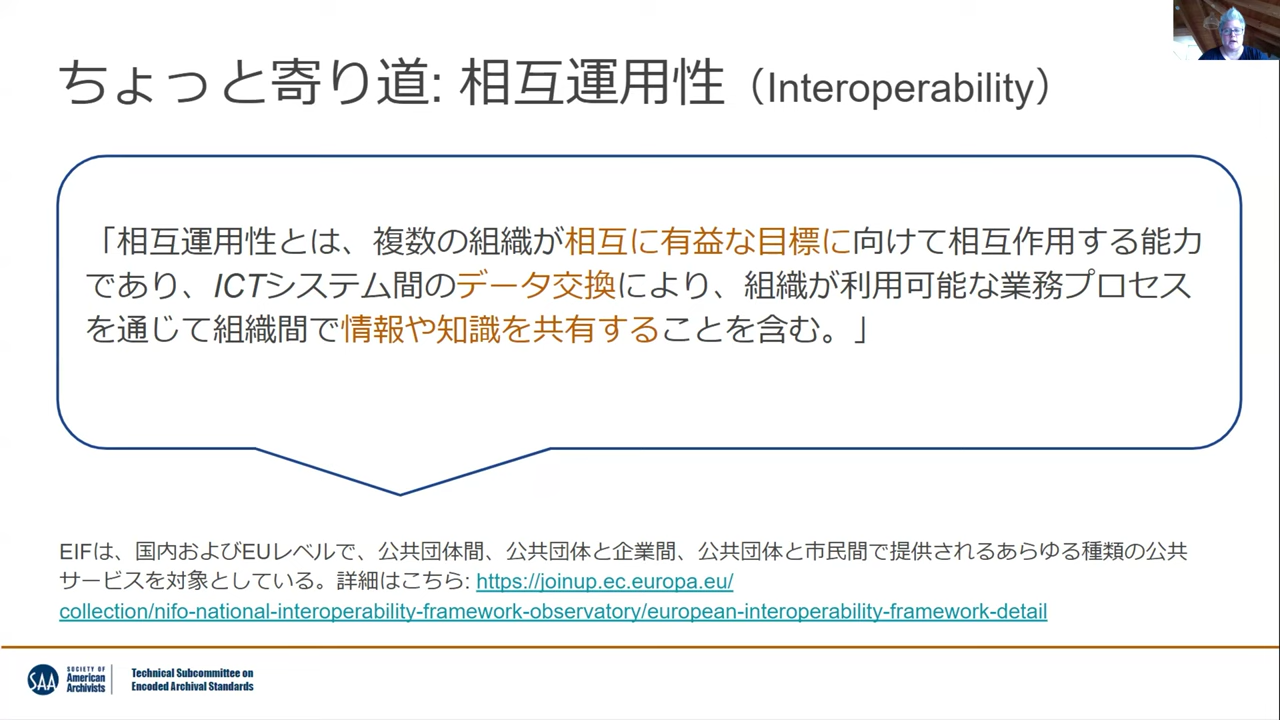 ちょっと寄り道: 相互運用性（Interoperability）
「相互運用性とは、複数の組織が相互に有益な目標に向けて相互作用する能力
であり、ICTシステム間のデータ交換により、組織が利用可能な業務プロセス
を通じて組織間で情報や知識を共有することを含む。」
EIFは、国内およびEUレベルで、公共団体間、公共団体と企業間、公共団体と市民間で提供されるあらゆる種類の公共
サービスを対象としている。詳細はこちら: https://joinup.ec.europa.eu/
collection/nifo-national-interoperability-framework-observatory/european-interoperability-framework-detail
SAA
SOCIETY OF
American
Archivists
Technical Subcommittee on
Encoded Archival Standards